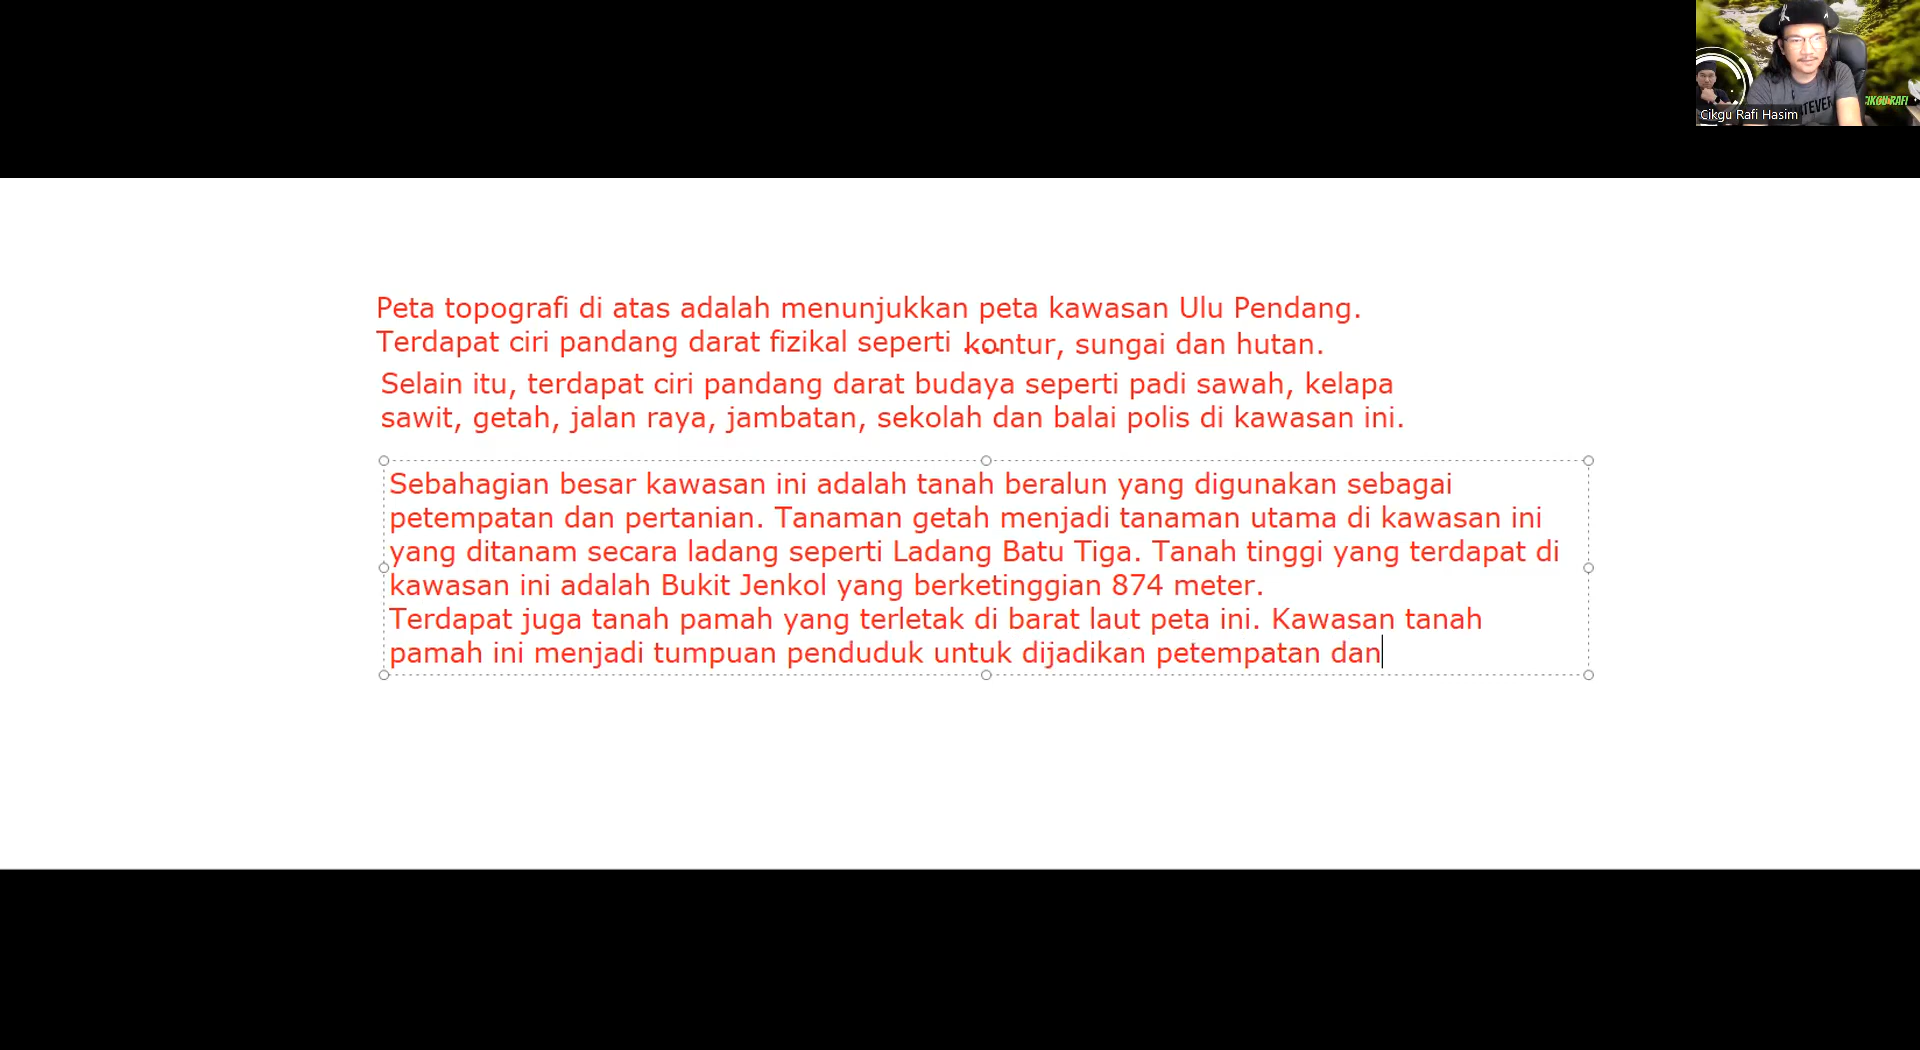 Cikgu Rafi Hasim
CIKGU RAFI
Peta topografi di atas adalah menunjukkan peta kawasan Ulu Pendang.
Terdapat ciri pandang darat fizikal seperti kontur, sungai dan hutan.
Selain itu, terdapat ciri pandang darat budaya seperti padi sawah, kelapa
sawit, getah, jalan raya, jambatan, sekolah dan balai polis di kawasan ini.
Sebahagian besar kawasan ini adalah tanah beralun yang digunakan sebagai
petempatan dan pertanian. Tanaman getah menjadi tanaman utama di kawasan ini
yang ditanam secara ladang seperti Ladang Batu Tiga. Tanah tinggi yang terdapat di
kawasan ini adalah Bukit Jenkol yang berketinggian 874 meter.
Terdapat juga tanah pamah yang terletak di barat laut peta ini. Kawasan tanah
pamah ini menjadi tumpuan penduduk untuk dijadikan petempatan dan